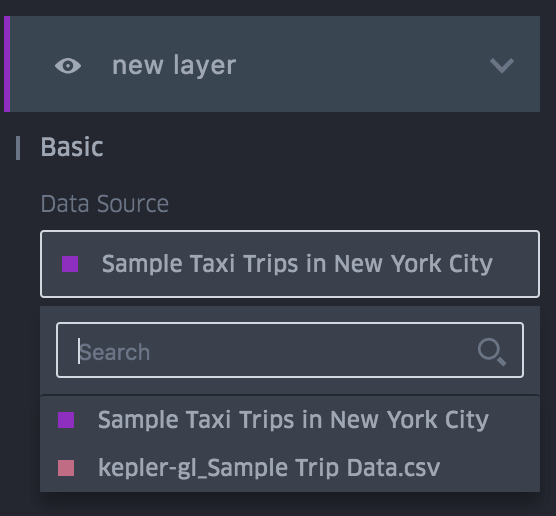 new layer
Basic
Data Source
Sample Taxi Trips in New York City
Search
Sample Taxi Trips in New York City
kepler-gl_Sample Trip Data.csv